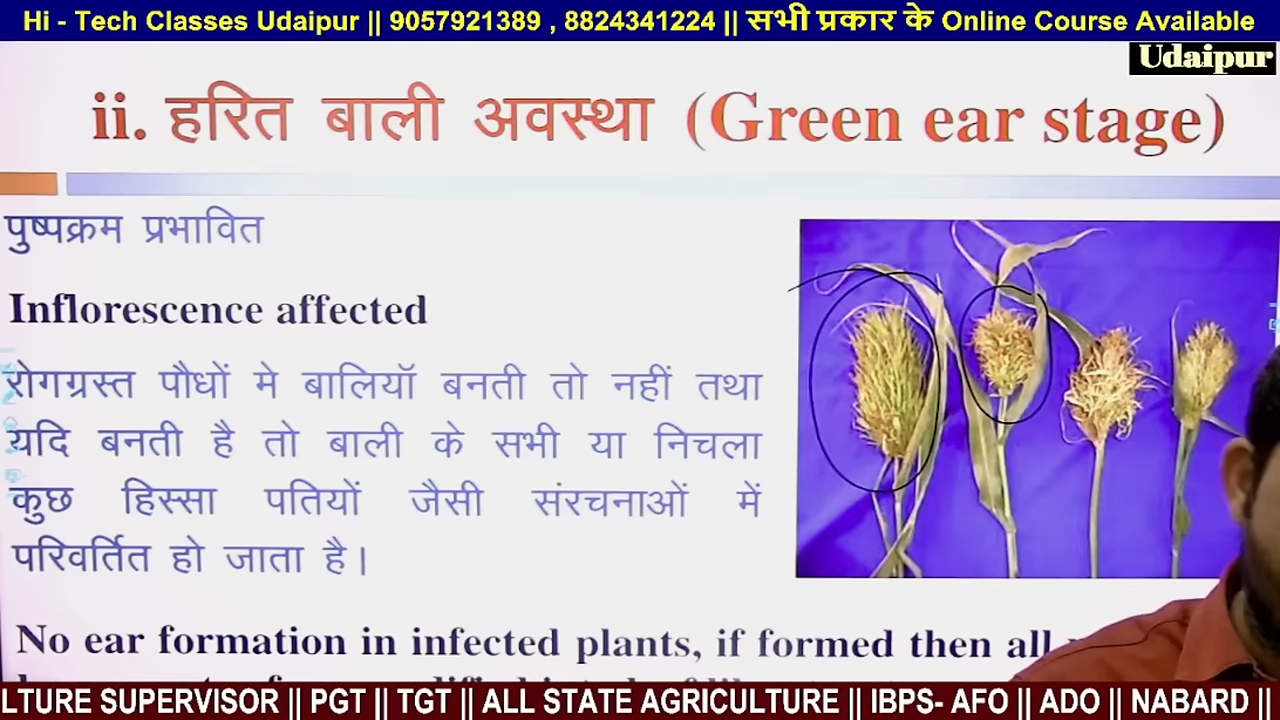 Hi - Tech Classes Udaipur || 9057921389 , 8824341224 || सभी प्रकार के Online Course Available
Udaipur
ii. हरित बाली अवस्था (Green ear stage)
पुष्पक्रम प्रभावित
Inflorescence affected
रोगग्रस्त पौधों मे बालियॉ बनती तो नहीं तथा
यदि बनती है तो बाली के सभी या निचला
कुछ हिस्सा पतियों जैसी संरचनाओं में
परिवर्तित हो जाता है।
No ear formation in infected plants, if formed then all
LTURE SUPERVISOR || PGT || TGT || ALL STATE AGRICULTURE || IBPS- AFO || ADO || NABARD ||